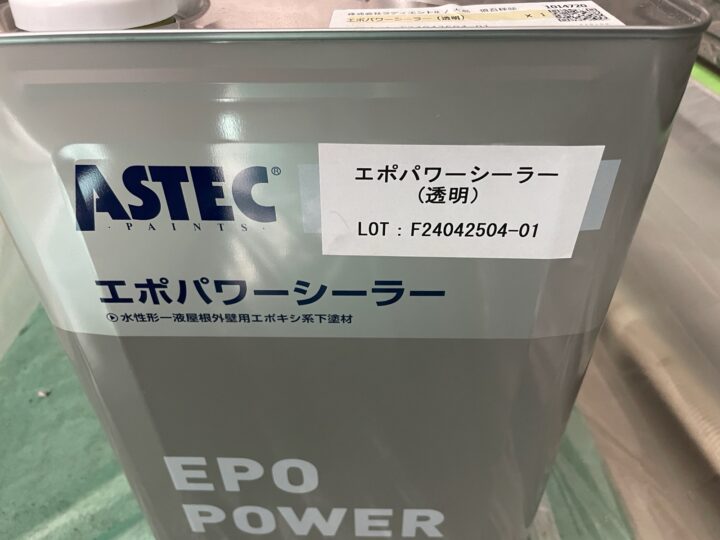 1014720
エポパワーシーラー（透明）
× 1
ASTEC®
・PAINTS・
エポパワーシーラー
（透明）
LOT：F24042504-01
エポパワーシーラー
水性形一液屋根外壁用エポキシ系下塗材
EPO
POWER